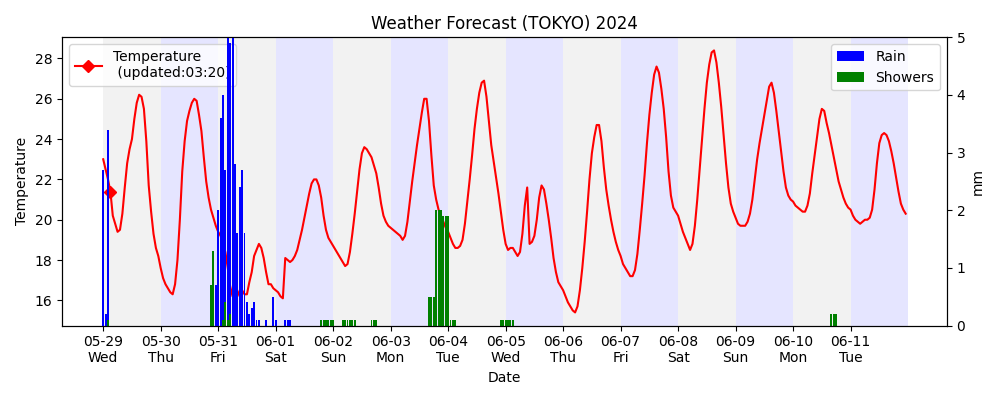 Weather Forecast (TOKYO) 2024
Temperature
(updated:03:20)
Rain
Showers
Temperature
28
26
24
22
20
18
16
5
4
3
2
1
0
mm
05-29 05-30 05-31 06-01 06-02 06-03 06-04 06-05 06-06 06-07 06-08 06-09 06-10 06-11
Wed Thu Fri Sat Sun Mon Tue Wed Thu Fri Sat Sun Mon Tue
Date